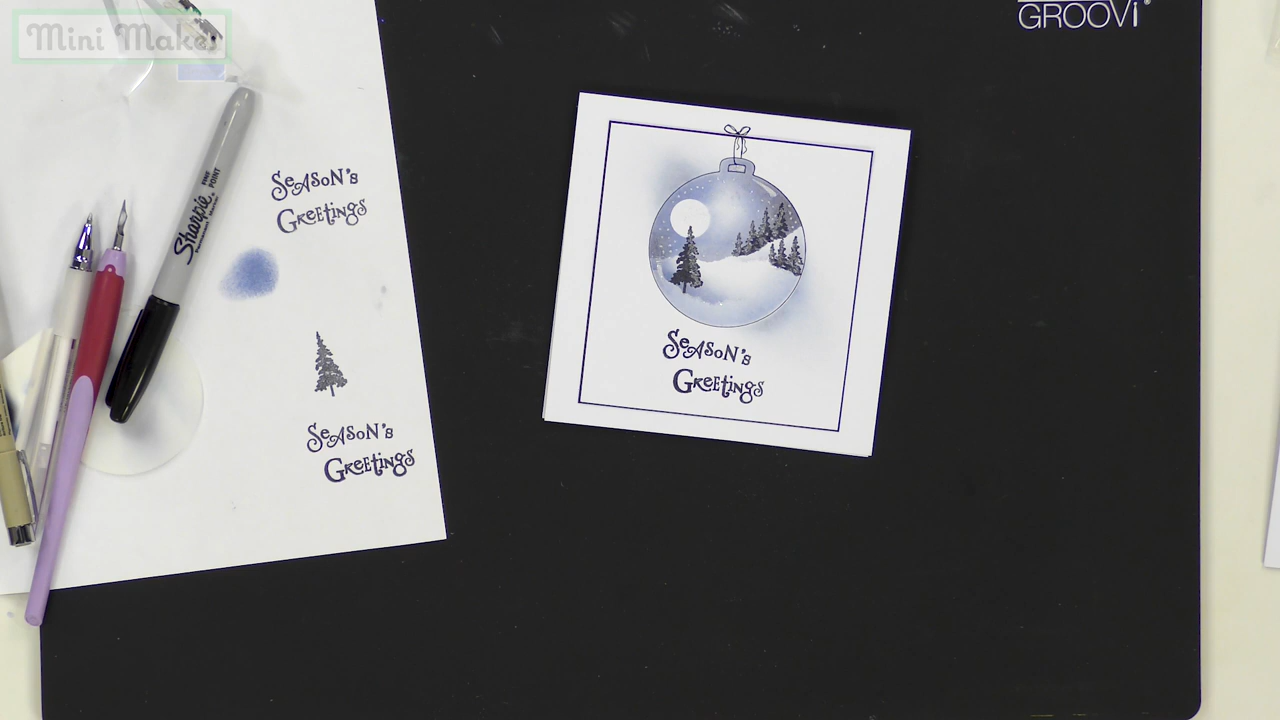 Mini Makes
GROOVi®
Sharpie®
FINE POINT
SeASoN'S
GReetiNgS
SeASoN'S
GReetiNgS
SeASoN'S
GReetiNgS